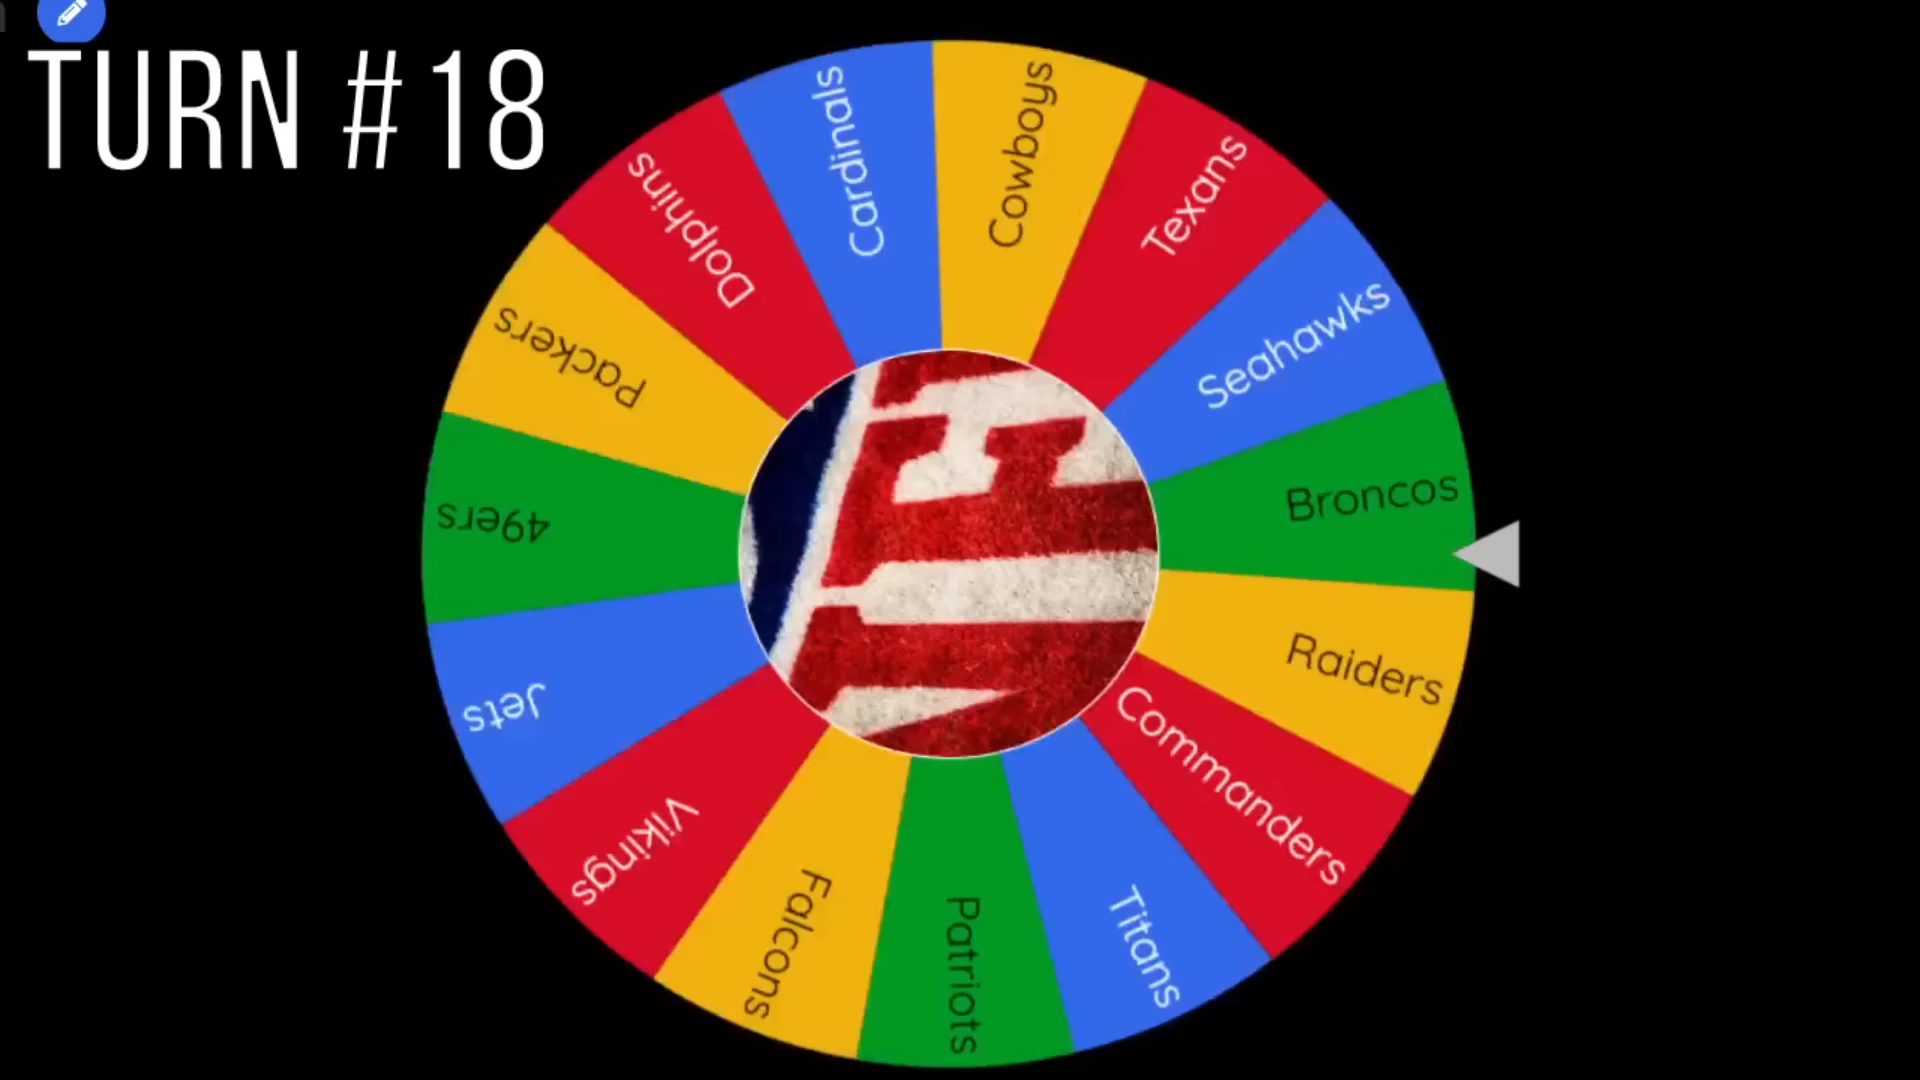 TURN #18
Cardinals
Cowboys
Texans
Seahawks
Broncos
Raiders
Commanders
Titans
Patriots
Falcons
Vikings
Jets
49ers
Packers
Dolphins